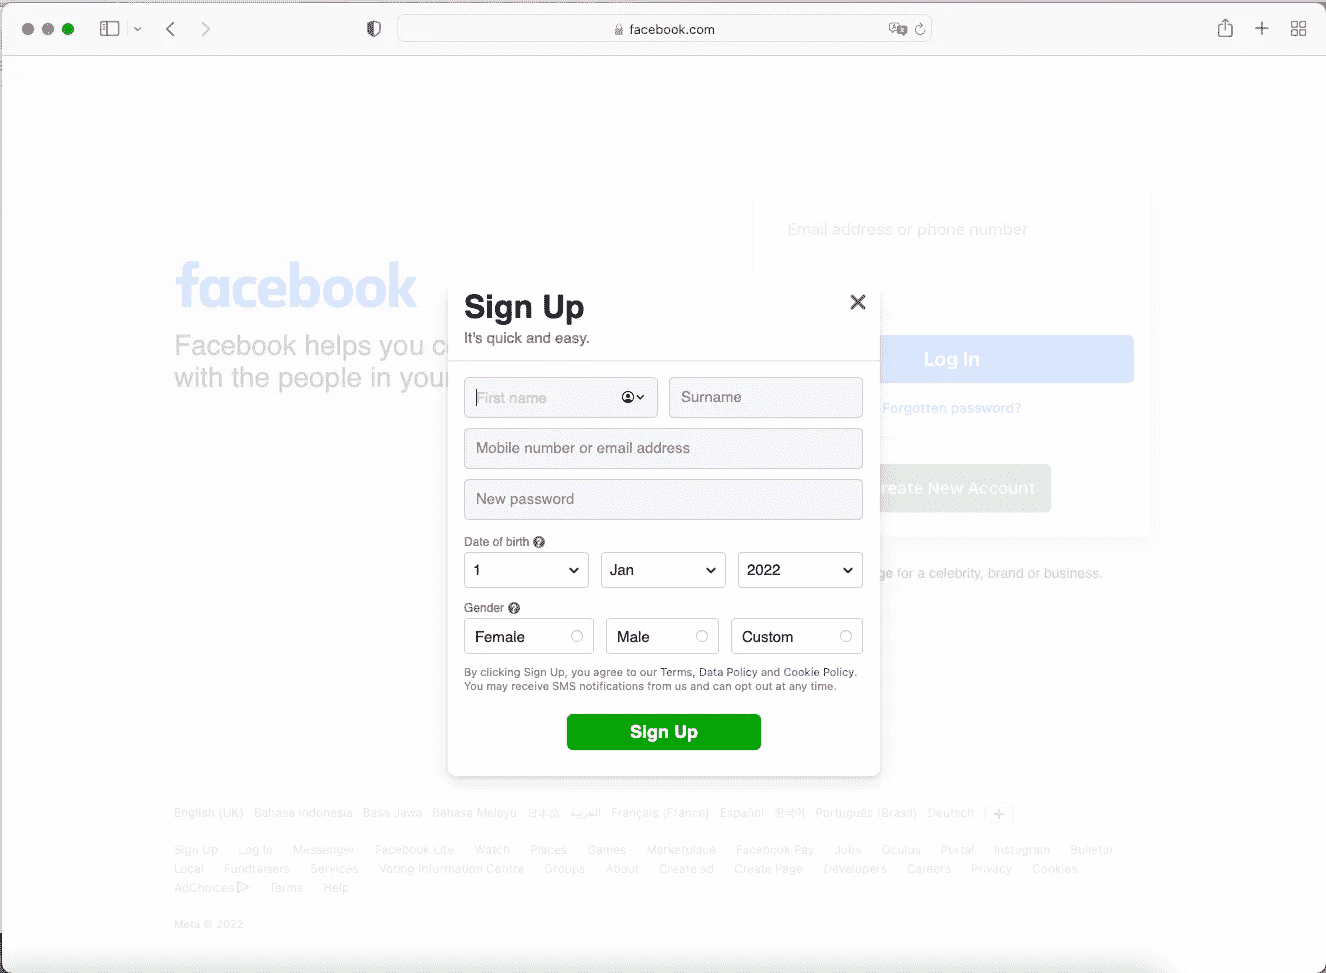 facebook.com
Email address or phone number
facebook
Sign Up
It's quick and easy.
Facebook helps you c
with the people in your
Log In
First name
Surname
Forgotten password?
Mobile number or email address
reate New Account
New password
Date of birth
1
Jan
2022
ge for a celebrity, brand or business.
Gender
Female
Male
Custom
By clicking Sign Up, you agree to our Terms, Data Policy and Cookie Policy.
You may receive SMS notifications from us and can opt out at any time.
Sign Up
English (UK) Bahasa Indonesia Basa Jawa Bahasa Melayu 日本語 العربية Français (France) Español 한국어 Português (Brasil) Deutsch
Sign Up Log In Messenger Facebook Lite Watch Places Games Marketplace Facebook Pay Jobs Oculus Portal Instagram Bulletin
Local Fundraisers Services Voting Information Centre Groups About Create ad Create Page Developers Careers Privacy Cookies
AdChoices Terms Help
Meta © 2022